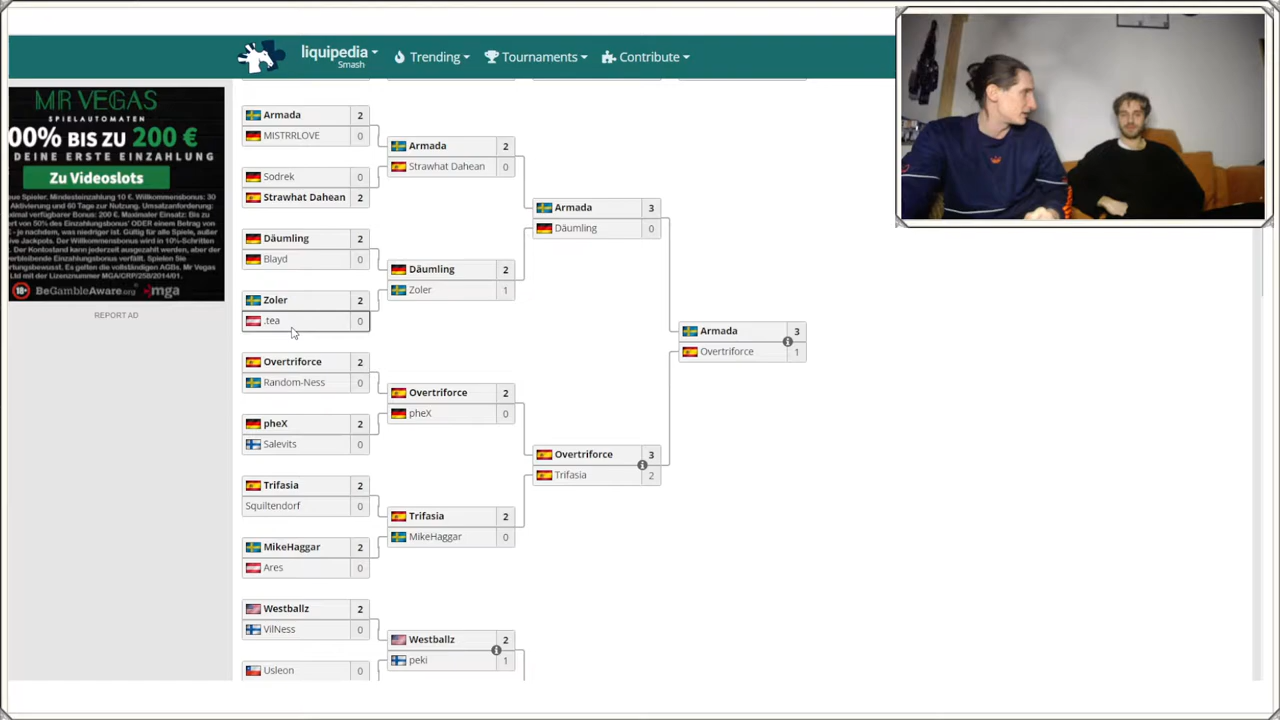 liquipedia
Smash
Trending
Tournaments
Contribute
MR VEGAS
SPIELAUTOMATEN
00% BIS ZU 200 €
DEINE ERSTE EINZAHLUNG
Zu Videoslots
18+ BeGambleAware.org mga
REPORT AD
Armada 2
MISTRRLOVE 0
Sodrek 0
Strawhat Dahean 2
Däumling 2
Blayd 0
Zoler 2
.tea 0
Overtriforce 2
Random-Ness 0
pheX 2
Salevits 0
Trifasia 2
Squiltendorf 0
MikeHaggar 2
Ares 0
Westballz 2
VilNess 0
Usleon 0
Armada 2
Strawhat Dahean 0
Däumling 2
Zoler 1
Overtriforce 2
pheX 0
Trifasia 2
MikeHaggar 0
Westballz 2
peki 1
Armada 3
Däumling 0
Overtriforce 3
Trifasia 2
Armada 3
Overtriforce 1